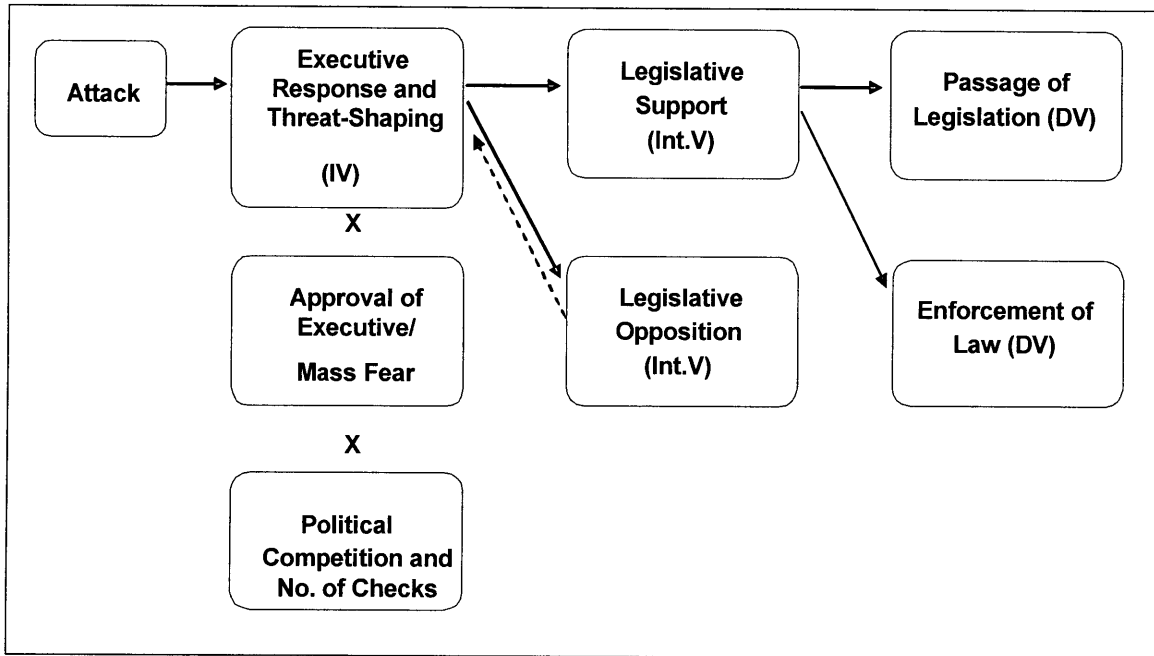 Attack
Executive
Response and
Threat-Shaping
(IV)
X
Approval of
Executive/
Mass Fear
X
Political
Competition and
No. of Checks
Legislative
Support
(Int.V)
Legislative
Opposition
(Int.V)
Passage of
Legislation (DV)
Enforcement of
Law (DV)